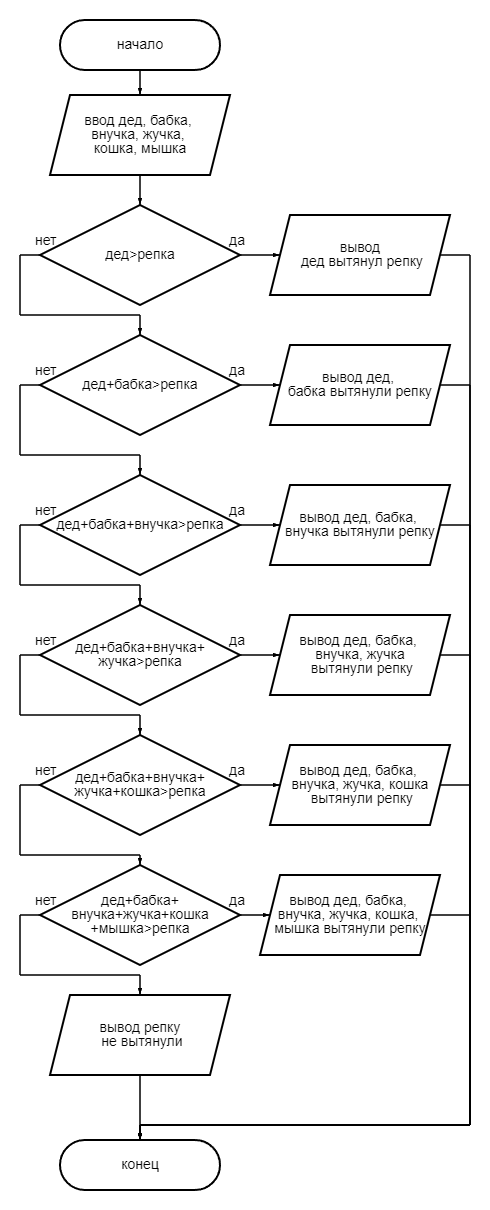 начало
ввод дед, бабка,
внучка, жучка,
кошка, мышка
нет
да
дед>репка
вывод
дед вытянул репку
нет
да
дед+бабка>репка
вывод дед,
бабка вытянули репку
нет
да
дед+бабка+внучка>репка
вывод дед, бабка,
внучка вытянули репку
нет
да
дед+бабка+внучка+
жучка>репка
вывод дед, бабка,
внучка, жучка
вытянули репку
нет
да
дед+бабка+внучка+
жучка+кошка>репка
вывод дед, бабка,
внучка, жучка, кошка
вытянули репку
нет
да
дед+бабка+
внучка+жучка+кошка
+мышка>репка
вывод дед, бабка,
внучка, жучка, кошка,
мышка вытянули репку
вывод репку
не вытянули
конец